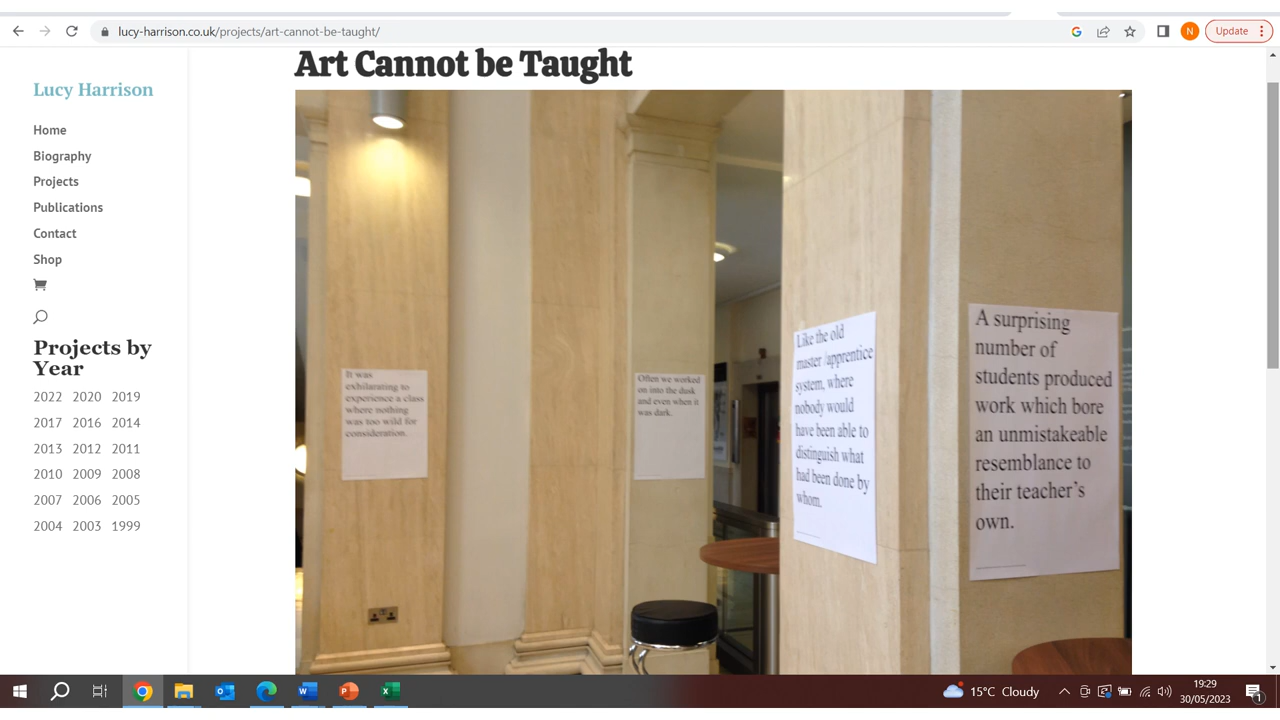 lucy-harrison.co.uk/projects/art-cannot-be-taught/
N
Update
Art Cannot be Taught
Lucy Harrison
Home
Biography
Projects
Publications
Contact
Shop
Projects by
Year
2022 2020 2019
2017 2016 2014
2013 2012 2011
2010 2009 2008
2007 2006 2005
2004 2003 1999
It was
exhilarating to
experience a class
where nothing
was too wild for
consideration.
Often we worked
on into the dusk
and even when it
was dark.
Like the old
master /apprentice
system, where
nobody would
have been able to
distinguish what
had been done by
whom.
A surprising
number of
students produced
work which bore
an unmistakeable
resemblance to
their teacher's
own.
15°C Cloudy
19:29
30/05/2023
1